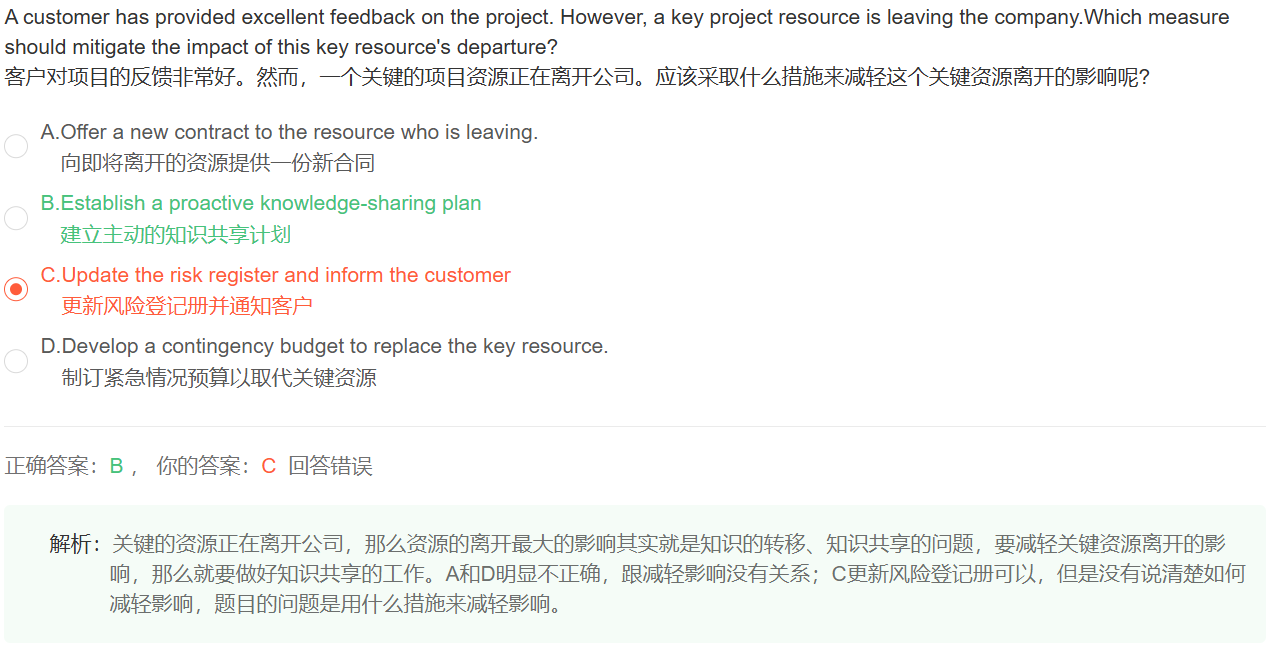 A customer has provided excellent feedback on the project. However, a key project resource is leaving the company.Which measure
should mitigate the impact of this key resource's departure?
客户对项目的反馈非常好。然而，一个关键的项目资源正在离开公司。应该采取什么措施来减轻这个关键资源离开的影响呢?
A.Offer a new contract to the resource who is leaving.
向即将离开的资源提供一份新合同
B.Establish a proactive knowledge-sharing plan
建立主动的知识共享计划
C.Update the risk register and inform the customer
更新风险登记册并通知客户
D.Develop a contingency budget to replace the key resource.
制订紧急情况预算以取代关键资源
正确答案：B， 你的答案：C 回答错误
解析：关键的资源正在离开公司，那么资源的离开最大的影响其实就是知识的转移、知识共享的问题，要减轻关键资源离开的影
响，那么就要做好知识共享的工作。A和D明显不正确，跟减轻影响没有关系；C更新风险登记册可以，但是没有说清楚如何
减轻影响，题目的问题是用什么措施来减轻影响。